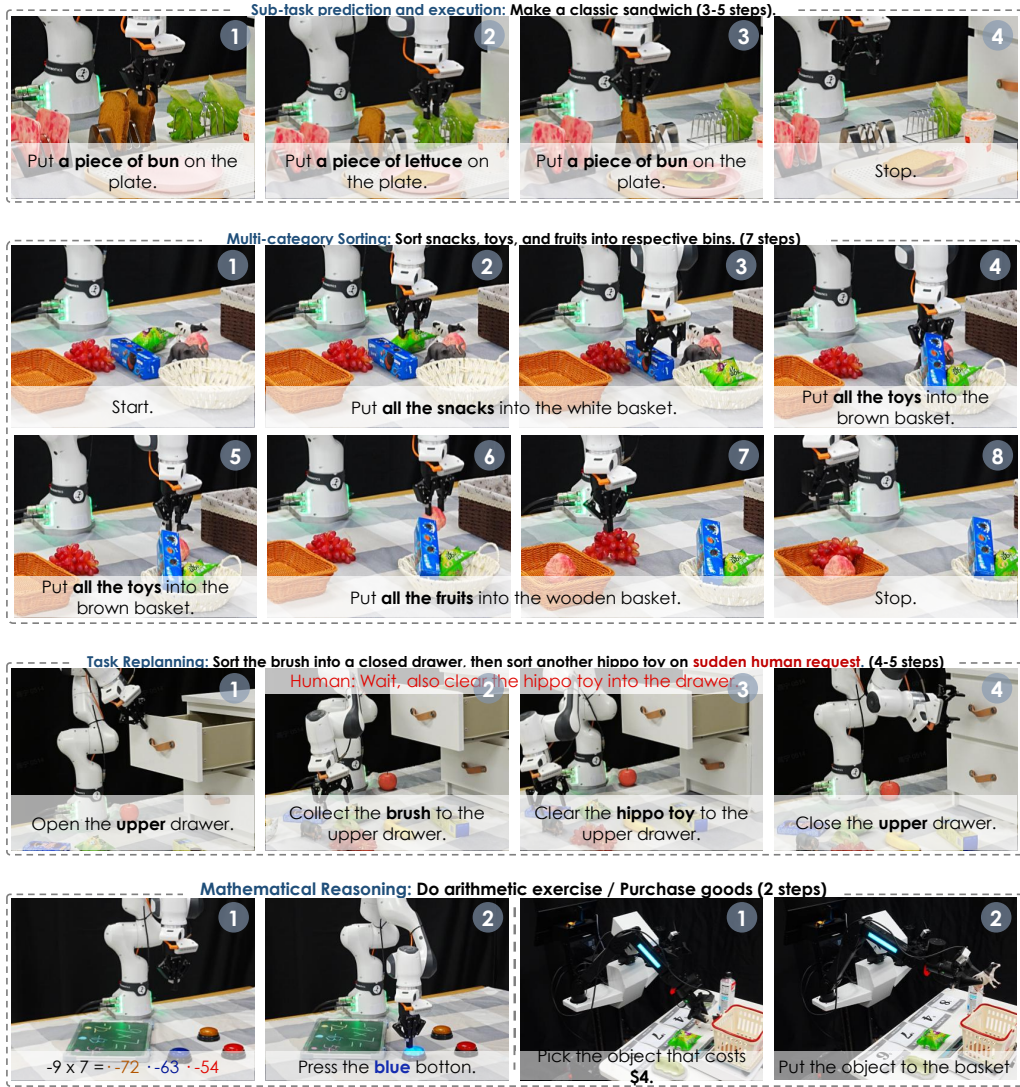 Sub-task prediction and execution: Make a classic sandwich (3-5 steps).
1
2
3
4
Put a piece of bun on the
plate.
Put a piece of lettuce on
the plate.
Put a piece of bun on the
plate.
Stop.
Multi-category Sorting: Sort snacks, toys, and fruits into respective bins. (7 steps)
1
2
3
4
Start.
Put all the snacks into the white basket.
Put all the toys into the
brown basket.
5
6
7
8
Put all the toys into the
brown basket.
Put all the fruits into the wooden basket.
Stop.
Task Replanning: Sort the brush into a closed drawer, then sort another hippo toy on sudden human request. (4-5 steps)
Human: Wait, also clear the hippo toy into the drawer.
1
2
3
4
Open the upper drawer.
Collect the brush to the
upper drawer.
Clear the hippo toy to the
upper drawer.
Close the upper drawer.
Mathematical Reasoning: Do arithmetic exercise / Purchase goods (2 steps)
1
2
1
2
-9 x 7 = · -72 · -63 · -54
Press the blue botton.
Pick the object that costs
$4.
Put the object to the basket